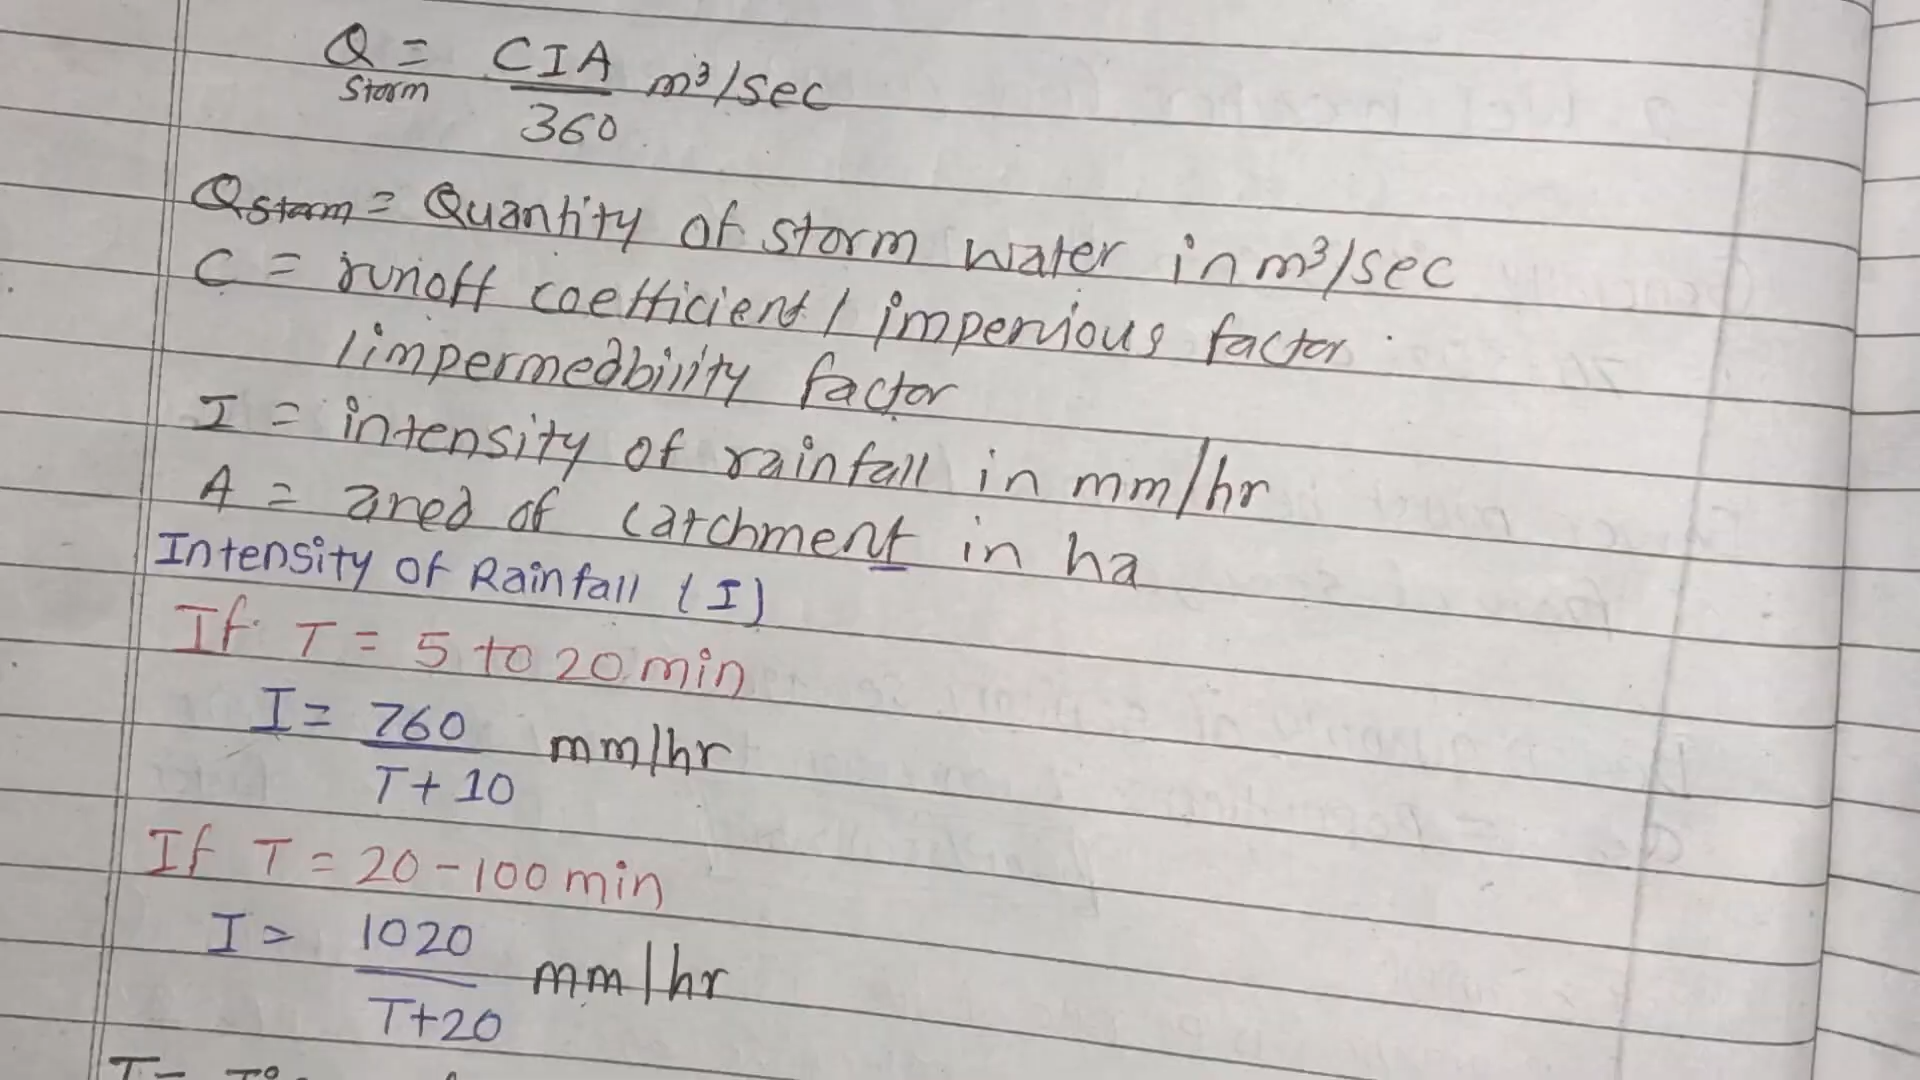 Q = CIA m³/sec
Storm 360
Qstorm = Quantity of storm water in m³/sec
C = runoff coefficient / impervious factor
/impermeability factor
I = intensity of rainfall in mm/hr
A = area of catchment in ha
Intensity of Rainfall (I)
If T = 5 to 20 min
I = 760 mm/hr
T+10
If T = 20-100 min
I = 1020 mm/hr
T+20